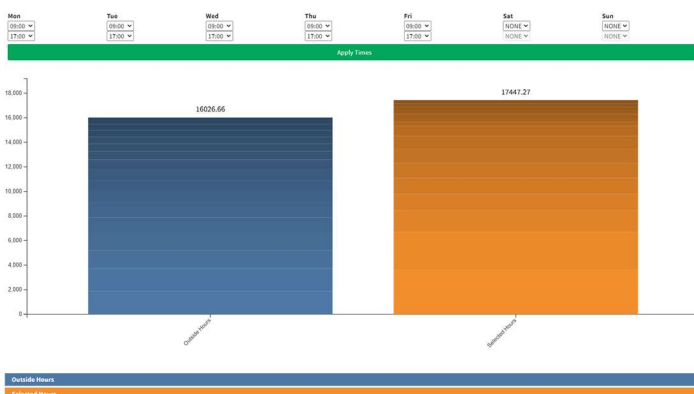 Mon Tue Wed Thu Fri Sat Sun
09:00 09:00 09:00 09:00 09:00 NONE NONE
17:00 17:00 17:00 17:00 17:00 NONE NONE
Apply Times
17447.27
16026.66
18,000
16,000
14,000
12,000
10,000
8,000
6,000
4,000
2,000
0
Outside Hours Selected Hours
Outside Hours
Selected Hours